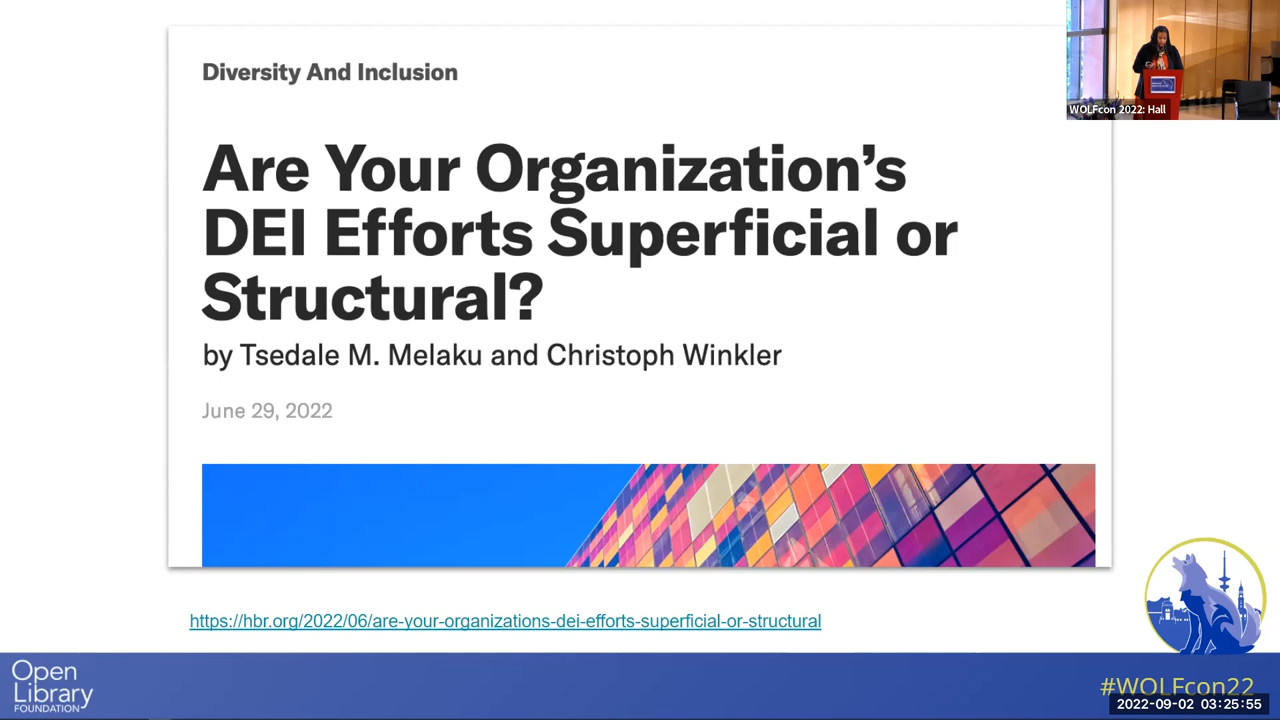 Diversity And Inclusion
Are Your Organization's
DEI Efforts Superficial or
Structural?
by Tsedale M. Melaku and Christoph Winkler
June 29, 2022
https://hbr.org/2022/06/are-your-organizations-dei-efforts-superficial-or-structural
WOLFcon 2022: Hall
Open
Library
FOUNDATION
#WOLFcon22
2022-09-02 03:25:55